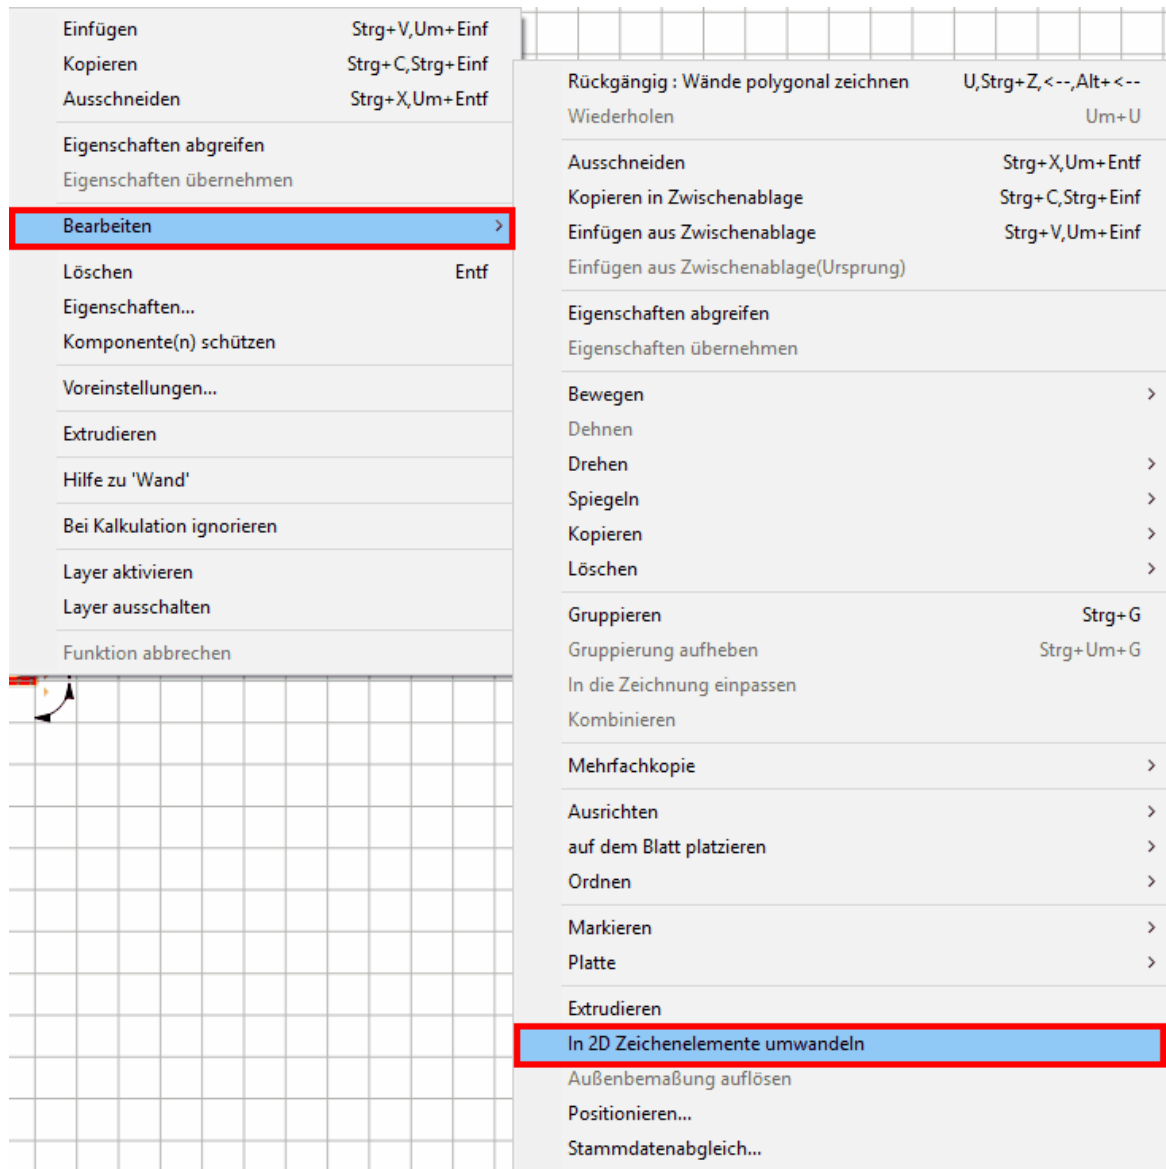 Einfügen Strg+V,Um+Einf
Kopieren Strg+C,Strg+Einf
Ausschneiden Strg+X,Um+Entf
Eigenschaften abgreifen
Eigenschaften übernehmen
Bearbeiten >
Löschen Entf
Eigenschaften...
Komponente(n) schützen
Voreinstellungen...
Extrudieren
Hilfe zu 'Wand'
Bei Kalkulation ignorieren
Layer aktivieren
Layer ausschalten
Funktion abbrechen
Rückgängig : Wände polygonal zeichnen U,Strg+Z,<--,Alt+<--
Wiederholen Um+U
Ausschneiden Strg+X,Um+Entf
Kopieren in Zwischenablage Strg+C,Strg+Einf
Einfügen aus Zwischenablage Strg+V,Um+Einf
Einfügen aus Zwischenablage(Ursprung)
Eigenschaften abgreifen
Eigenschaften übernehmen
Bewegen >
Dehnen
Drehen >
Spiegeln >
Kopieren >
Löschen >
Gruppieren Strg+G
Gruppierung aufheben Strg+Um+G
In die Zeichnung einpassen
Kombinieren
Mehrfachkopie >
Ausrichten >
auf dem Blatt platzieren >
Ordnen >
Markieren >
Platte >
Extrudieren
In 2D Zeichenelemente umwandeln
Außenbemaßung auflösen
Positionieren...
Stammdatenabgleich...